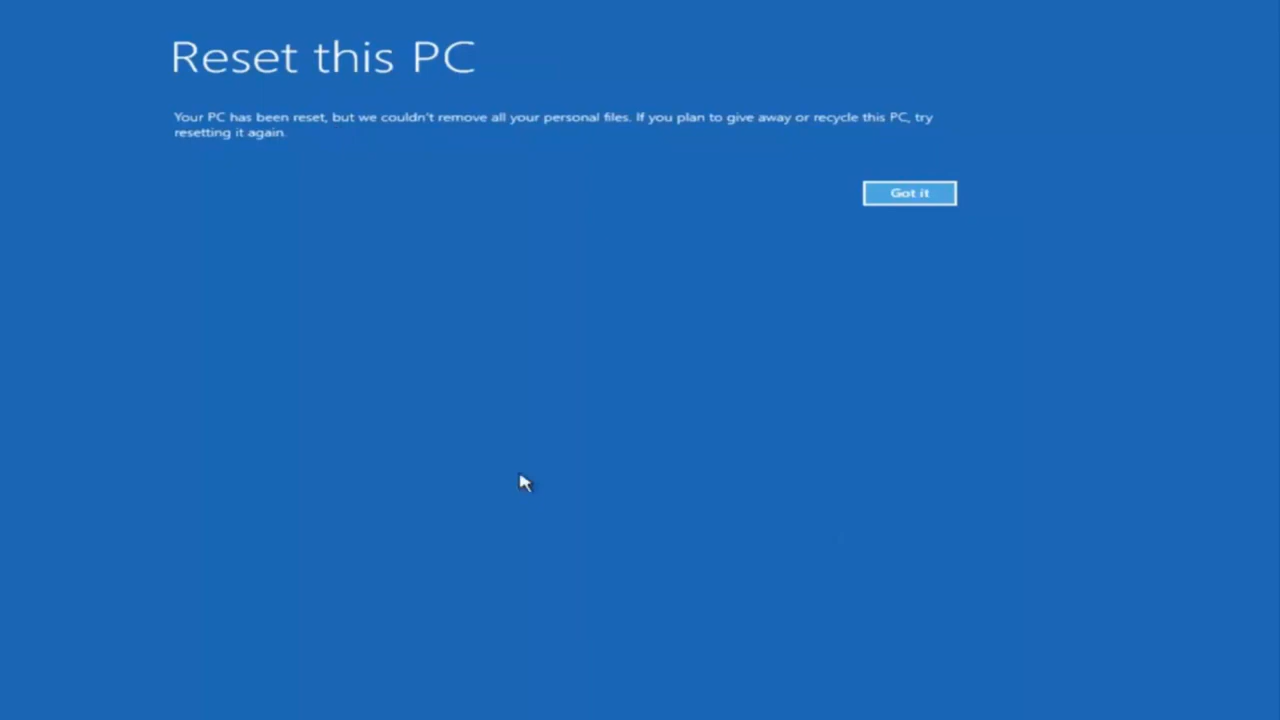 Reset this PC
Your PC has been reset, but we couldn't remove all your personal files. If you plan to give away or recycle this PC, try
resetting it again.
Got it